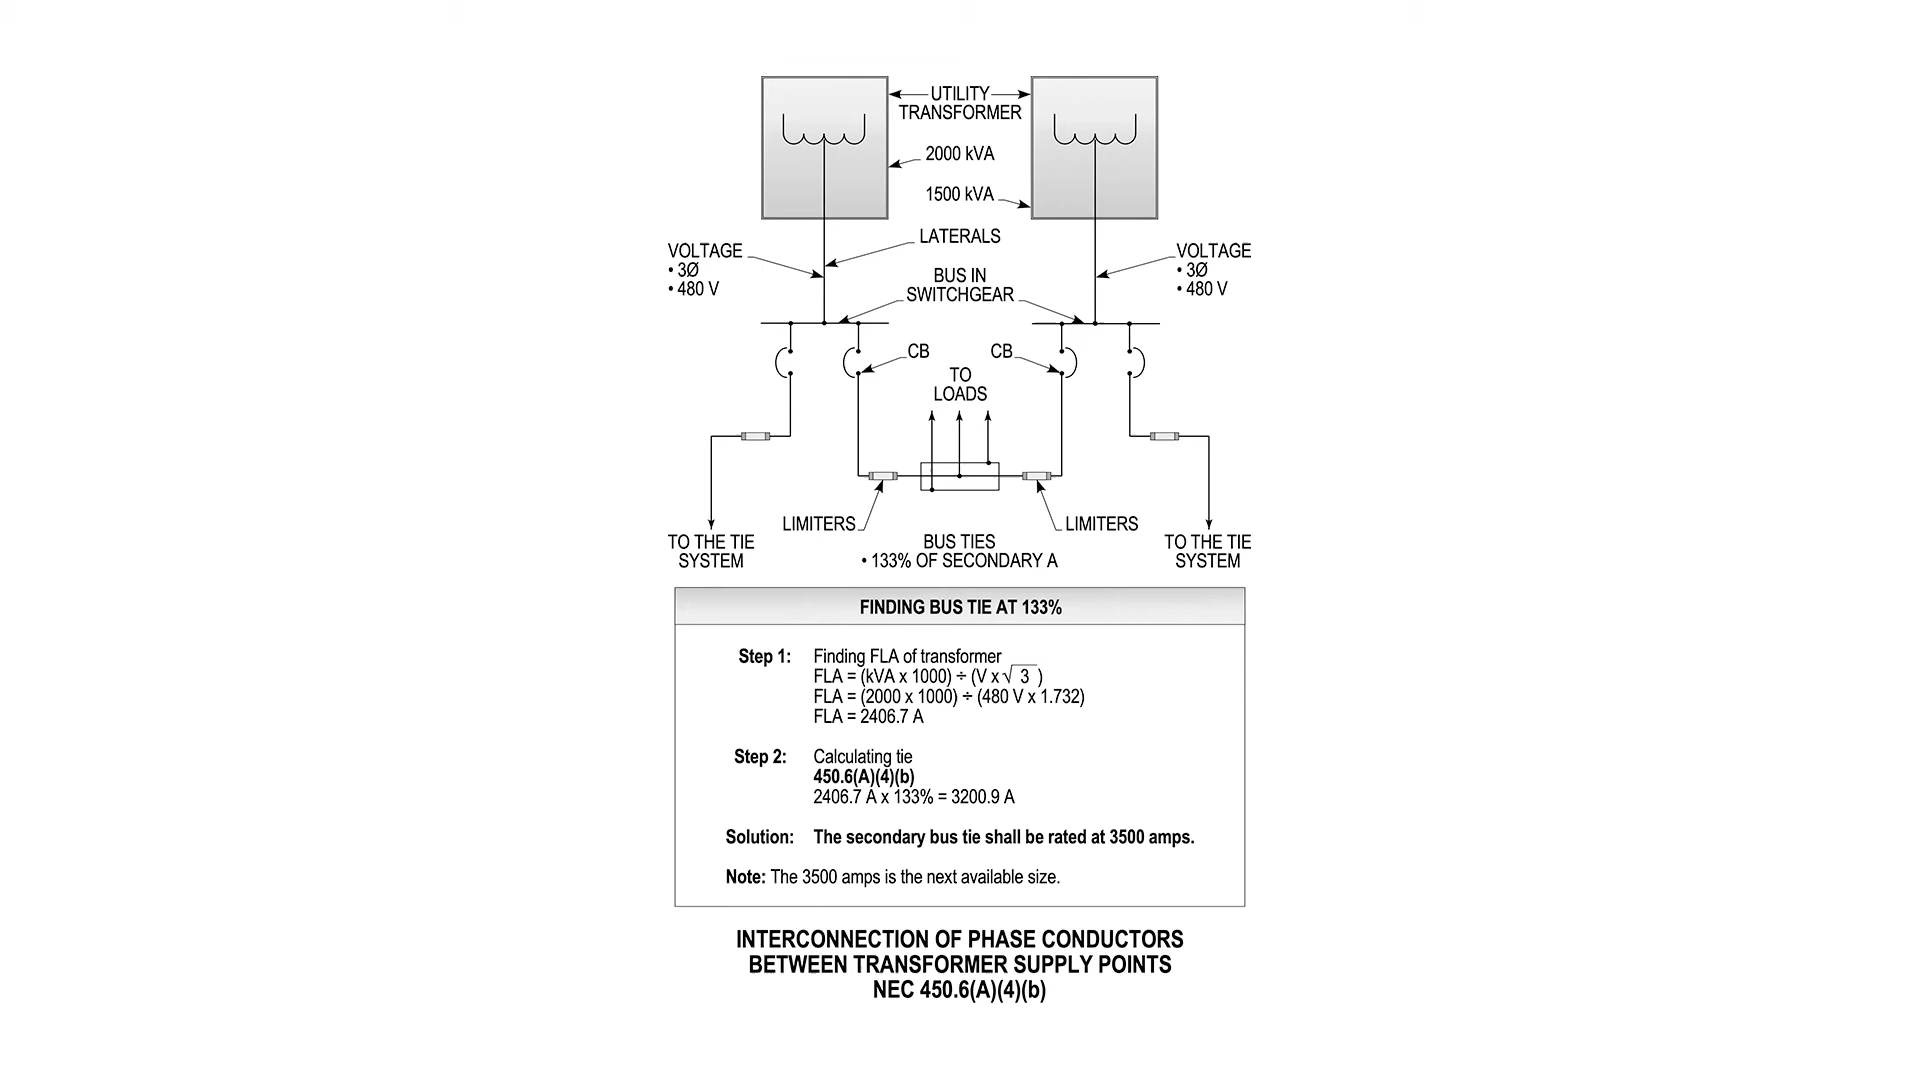 UTILITY
TRANSFORMER
2000 kVA
1500 kVA
LATERALS
VOLTAGE
• 3Ø
• 480 V
BUS IN
SWITCHGEAR
VOLTAGE
• 3Ø
• 480 V
CB
CB
TO
LOADS
LIMITERS
LIMITERS
TO THE TIE
SYSTEM
BUS TIES
• 133% OF SECONDARY A
TO THE TIE
SYSTEM
FINDING BUS TIE AT 133%
Step 1: Finding FLA of transformer
FLA = (kVA x 1000) ÷ (V x √3)
FLA = (2000 x 1000) ÷ (480 V x 1.732)
FLA = 2406.7 A
Step 2: Calculating tie
450.6(A)(4)(b)
2406.7 A x 133% = 3200.9 A
Solution: The secondary bus tie shall be rated at 3500 amps.
Note: The 3500 amps is the next available size.
INTERCONNECTION OF PHASE CONDUCTORS
BETWEEN TRANSFORMER SUPPLY POINTS
NEC 450.6(A)(4)(b)